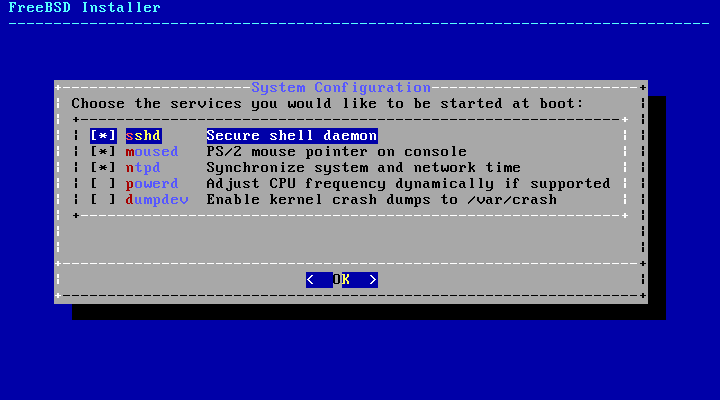 FreeBSD Installer
System Configuration
Choose the services you would like to be started at boot:
[*] sshd Secure shell daemon
[*] moused PS/2 mouse pointer on console
[*] ntpd Synchronize system and network time
[ ] powerd Adjust CPU frequency dynamically if supported
[ ] dumpdev Enable kernel crash dumps to /var/crash
< OK >